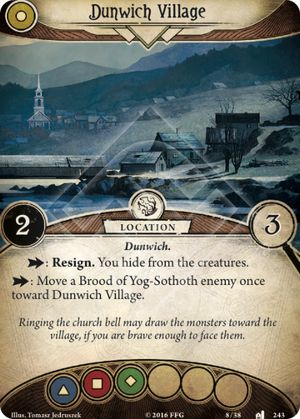 Dunwich Village
2
LOCATION
3
Dunwich.
: Resign. You hide from the creatures.
: Move a Brood of Yog-Sothoth enemy once
toward Dunwich Village.
Ringing the church bell may draw the monsters toward the
village, if you are brave enough to face them.
Illus. Tomasz Jedruszek
© 2016 FFG
8/38
243